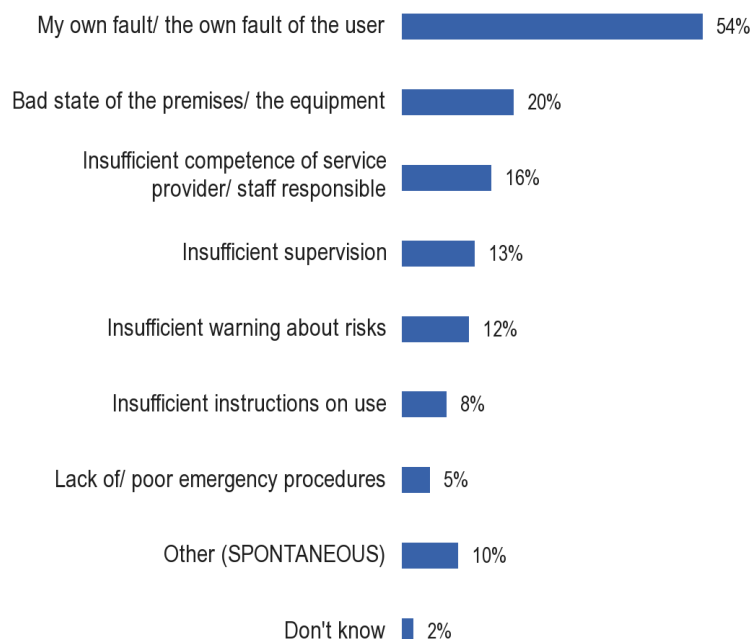 My own fault/ the own fault of the user 54%
Bad state of the premises/ the equipment 20%
Insufficient competence of service
provider/ staff responsible 16%
Insufficient supervision 13%
Insufficient warning about risks 12%
Insufficient instructions on use 8%
Lack of/ poor emergency procedures 5%
Other (SPONTANEOUS) 10%
Don't know 2%